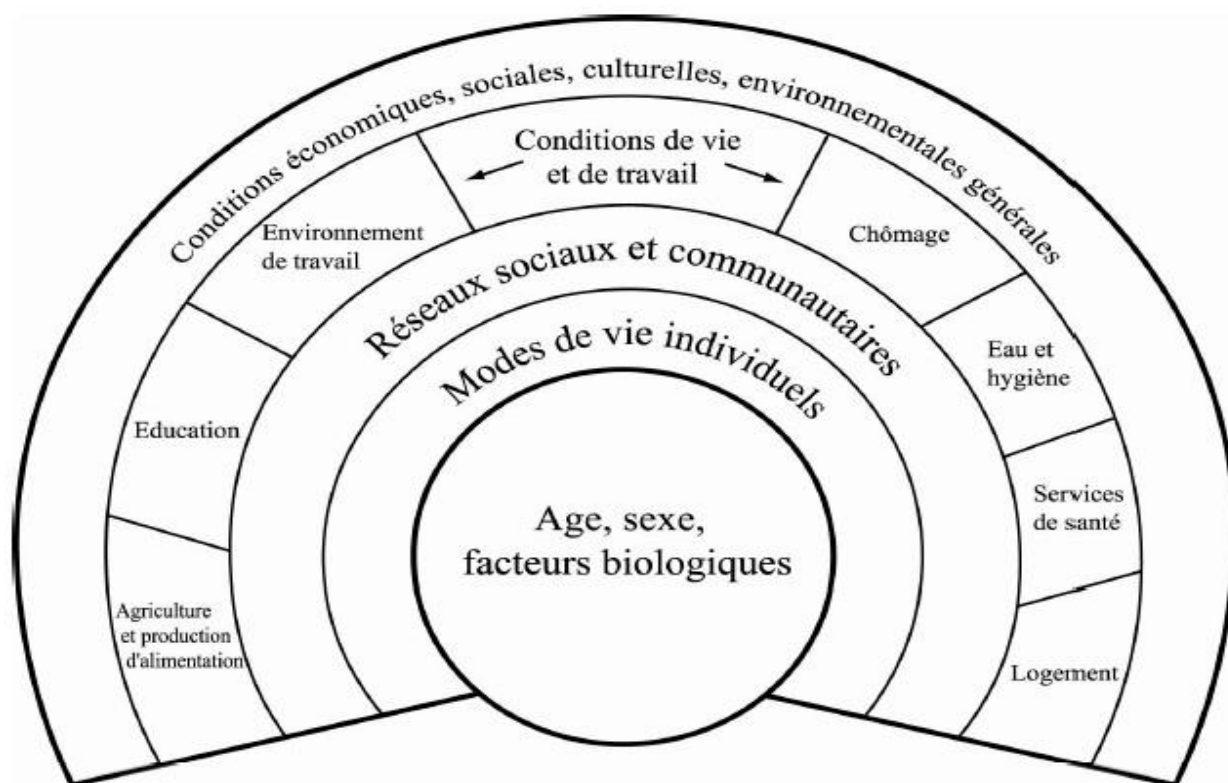 Conditions économiques, sociales, culturelles, environnementales générales
Conditions de vie
et de travail
Environnement
de travail
Chômage
Réseaux sociaux et communautaires
Eau et
hygiène
Modes de vie individuels
Education
Services
de santé
Age, sexe,
facteurs biologiques
Agriculture
et production
d'alimentation
Logement